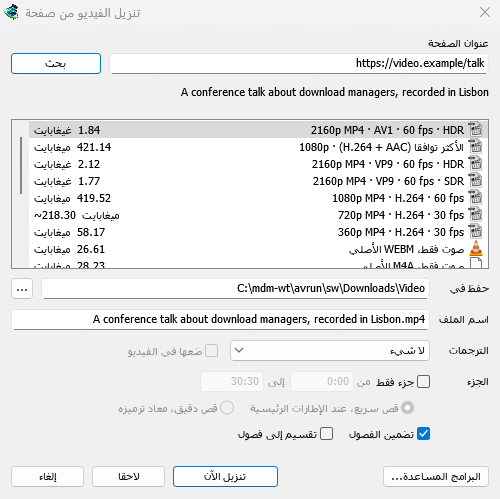 تنزيل الفيديو من صفحة
عنوان الصفحة
https://video.example/talk
بحث
A conference talk about download managers, recorded in Lisbon
2160p MP4 · AV1 · 60 fps · HDR 1.84 غيغابايت
الأكثر توافقا (H.264 + AAC) · 1080p 421.14 ميغابايت
2160p MP4 · VP9 · 60 fps · HDR 2.12 غيغابايت
2160p MP4 · VP9 · 60 fps · SDR 1.77 غيغابايت
1080p MP4 · H.264 · 60 fps 419.52 ميغابايت
720p MP4 · H.264 · 30 fps ~218.30 ميغابايت
360p MP4 · H.264 · 30 fps 58.17 ميغابايت
صوت فقط، WEBM الأصلي 26.61 ميغابايت
صوت فقط، M4A الأصلي 28.23 ميغابايت
حفظ في C:\mdm-wt\avrun\sw\Downloads\Video ...
اسم الملف A conference talk about download managers, recorded in Lisbon.mp4
الترجمات لا شيء ضعها في الفيديو
الجزء جزء فقط من 0:00 إلى 30:30
قص سريع، عند الإطارات الرئيسية قص دقيق، معاد ترميزه
تضمين الفصول تقسيم إلى فصول
البرامج المساعدة... تنزيل الآن لاحقا إلغاء